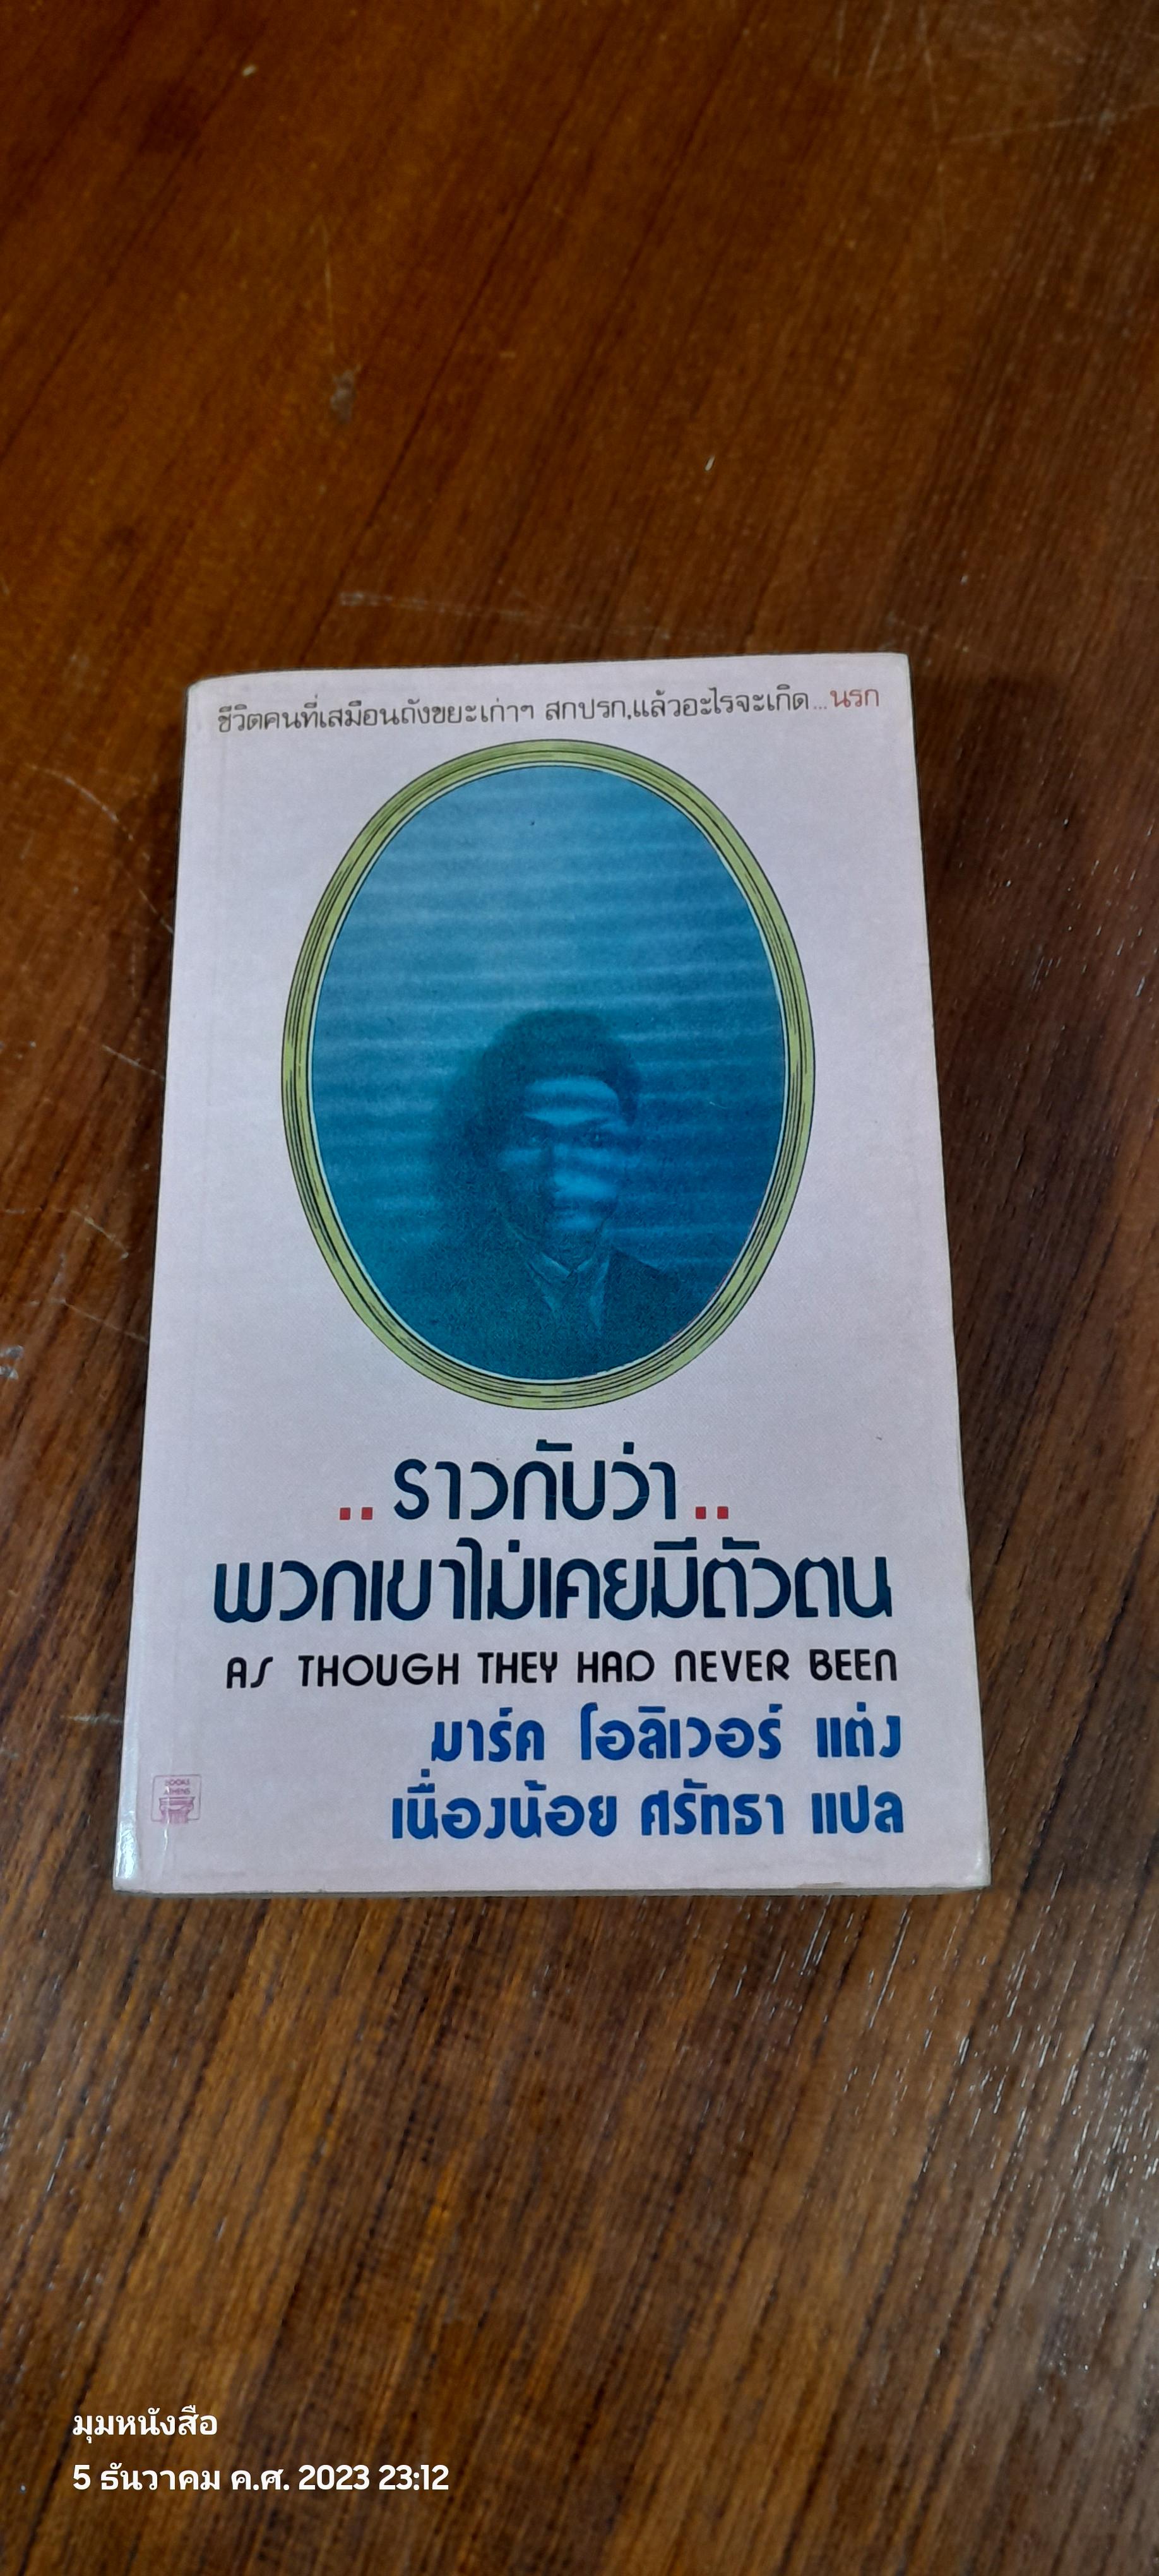 ชีวิตคนที่เสมือนถังขยะเก่าๆ สกปรก,แล้วอะไรจะเกิด...นรก
..ราวกับว่า..
พวกเขาไม่เคยมีตัวตน
AS THOUGH THEY HAD NEVER BEEN
มาร์ค โอลิเวอร์ แต่ง
เนื่องน้อย ศรัทธา แปล
BOOKS
ATHENS
มุมหนังสือ
5 ธันวาคม ค.ศ. 2023 23:12